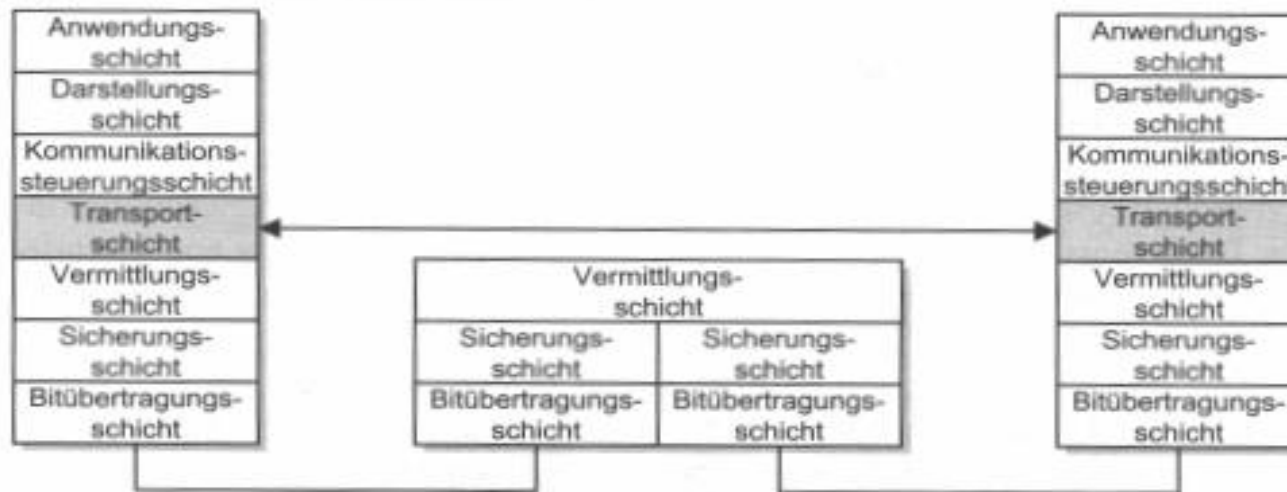 Anwendungs-
schicht
Darstellungs-
schicht
Kommunikations-
steuerungsschicht
Transport-
schicht
Vermittlungs-
schicht
Sicherungs-
schicht
Bitübertragungs-
schicht
Vermittlungs-
schicht
Sicherungs-
schicht
Bitübertragungs-
schicht
Sicherungs-
schicht
Bitübertragungs-
schicht
Anwendungs-
schicht
Darstellungs-
schicht
Kommunikations-
steuerungsschich
Transport-
schicht
Vermittlungs-
schicht
Sicherungs-
schicht
Bitübertragungs-
schicht